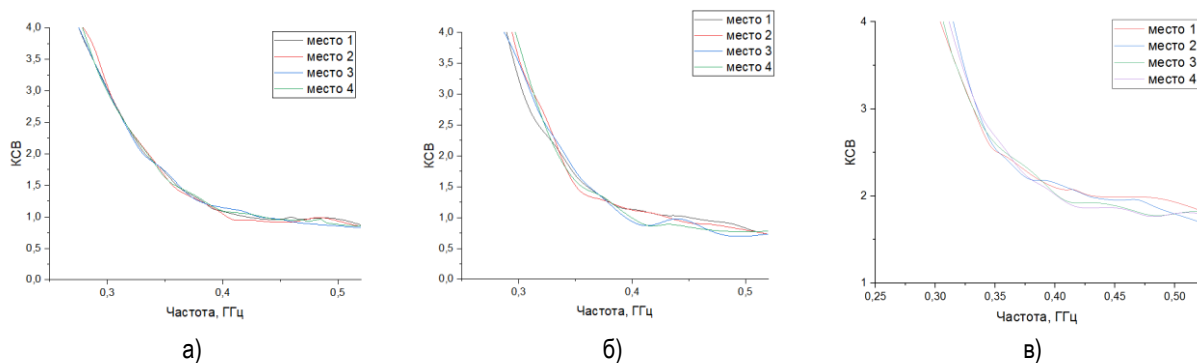 4,0
3,5
3,0
2,5
2,0
1,5
1,0
0,5
0,0
КСВ
место 1
место 2
место 3
место 4
0,3
0,4
0,5
Частота, ГГц
а)
4,0
3,5
3,0
2,5
2,0
1,5
1,0
0,5
0,0
КСВ
место 1
место 2
место 3
место 4
0,3
0,4
0,5
Частота, ГГц
б)
4
3
2
1
КСВ
место 1
место 2
место 3
место 4
0,25
0,30
0,35
0,40
0,45
0,50
Частота, ГГц
в)